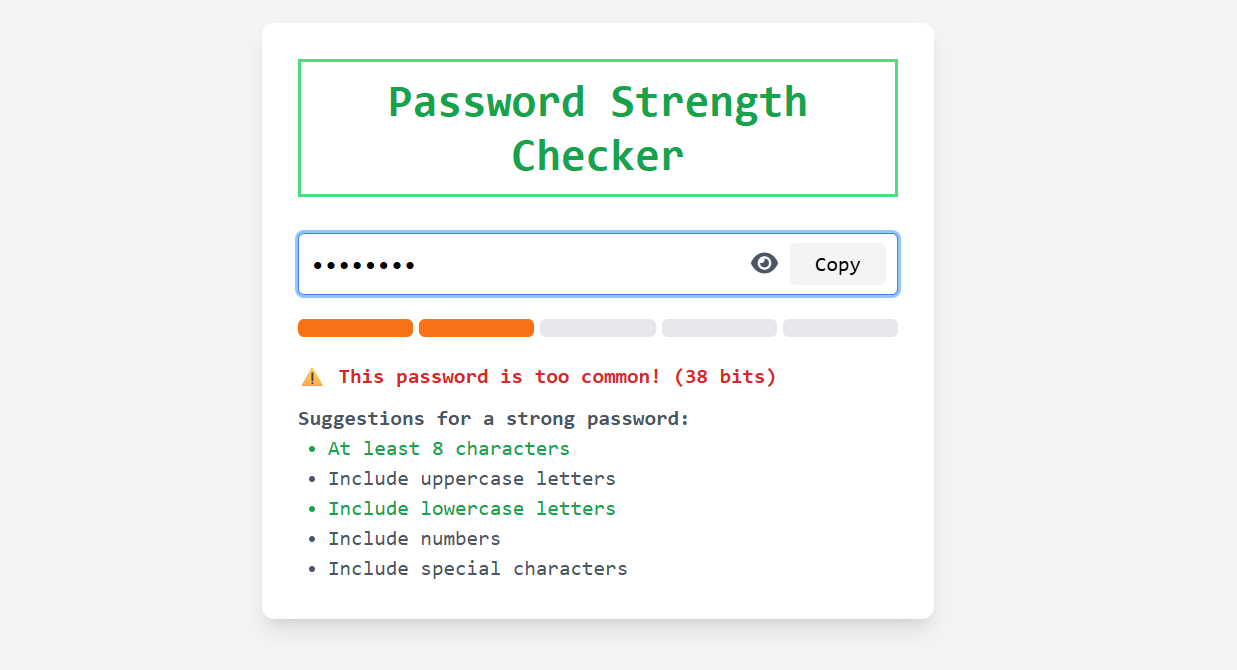 Password Strength
Checker
••••••••
Copy
⚠️ This password is too common! (38 bits)
Suggestions for a strong password:
• At least 8 characters
• Include uppercase letters
• Include lowercase letters
• Include numbers
• Include special characters